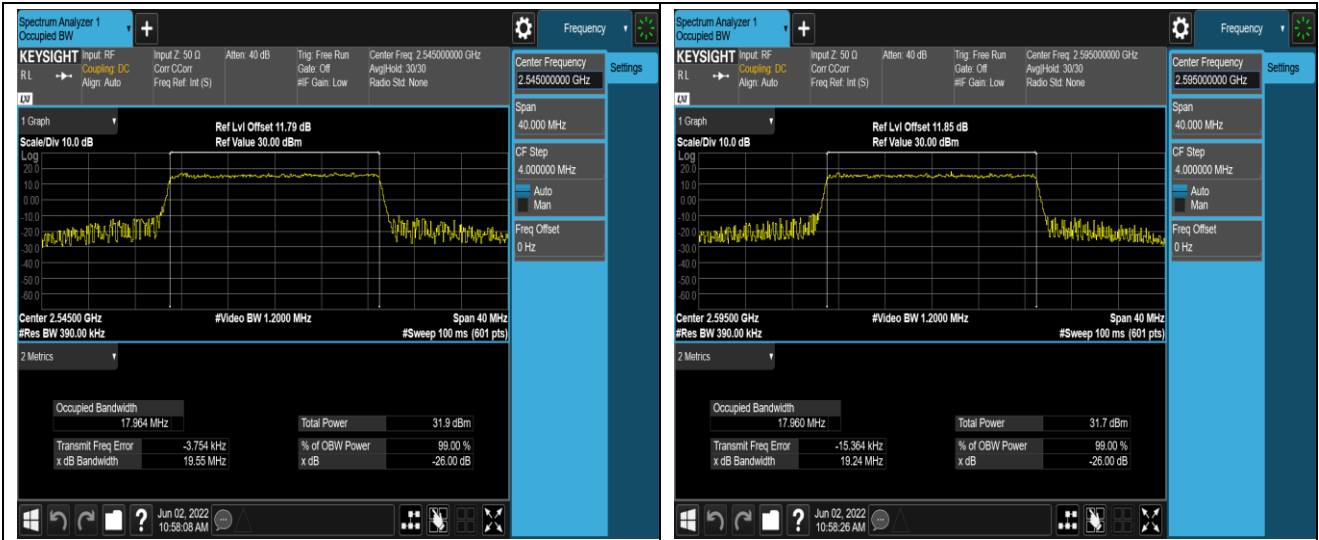 Spectrum Analyzer 1
Occupied BW
+
Frequency
KEYSIGHT
Input: RF
Coupling: DC
Align: Auto
Input Z: 50 Ω
Corr CCorr
Freq Ref: Int (S)
Atten: 40 dB
Trig: Free Run
Gate: Off
#IF Gain: Low
Center Freq: 2.545000000 GHz
Avg|Hold: 30/30
Radio Std: None
RL
LXI
Center Frequency
2.545000000 GHz
Settings
Span
40.000 MHz
CF Step
4.000000 MHz
Auto
Man
Freq Offset
0 Hz
1 Graph
Scale/Div 10.0 dB
Ref Lvl Offset 11.79 dB
Ref Value 30.00 dBm
Log
20.0
10.0
0.00
-10.0
-20.0
-30.0
-40.0
-50.0
-60.0
Center 2.54500 GHz
#Video BW 1.2000 MHz
Span 40 MHz
#Res BW 390.00 kHz
#Sweep 100 ms (601 pts)
2 Metrics
Occupied Bandwidth
17.964 MHz
Total Power 31.9 dBm
Transmit Freq Error -3.754 kHz
% of OBW Power 99.00 %
x dB Bandwidth 19.55 MHz
x dB -26.00 dB
?
Jun 02, 2022
10:58:08 AM
Spectrum Analyzer 1
Occupied BW
+
Frequency
KEYSIGHT
Input: RF
Coupling: DC
Align: Auto
Input Z: 50 Ω
Corr CCorr
Freq Ref: Int (S)
Atten: 40 dB
Trig: Free Run
Gate: Off
#IF Gain: Low
Center Freq: 2.595000000 GHz
Avg|Hold: 30/30
Radio Std: None
RL
LXI
Center Frequency
2.595000000 GHz
Settings
Span
40.000 MHz
CF Step
4.000000 MHz
Auto
Man
Freq Offset
0 Hz
1 Graph
Scale/Div 10.0 dB
Ref Lvl Offset 11.85 dB
Ref Value 30.00 dBm
Log
20.0
10.0
0.00
-10.0
-20.0
-30.0
-40.0
-50.0
-60.0
Center 2.59500 GHz
#Video BW 1.2000 MHz
Span 40 MHz
#Res BW 390.00 kHz
#Sweep 100 ms (601 pts)
2 Metrics
Occupied Bandwidth
17.960 MHz
Total Power 31.7 dBm
Transmit Freq Error -15.364 kHz
% of OBW Power 99.00 %
x dB Bandwidth 19.24 MHz
x dB -26.00 dB
?
Jun 02, 2022
10:58:26 AM